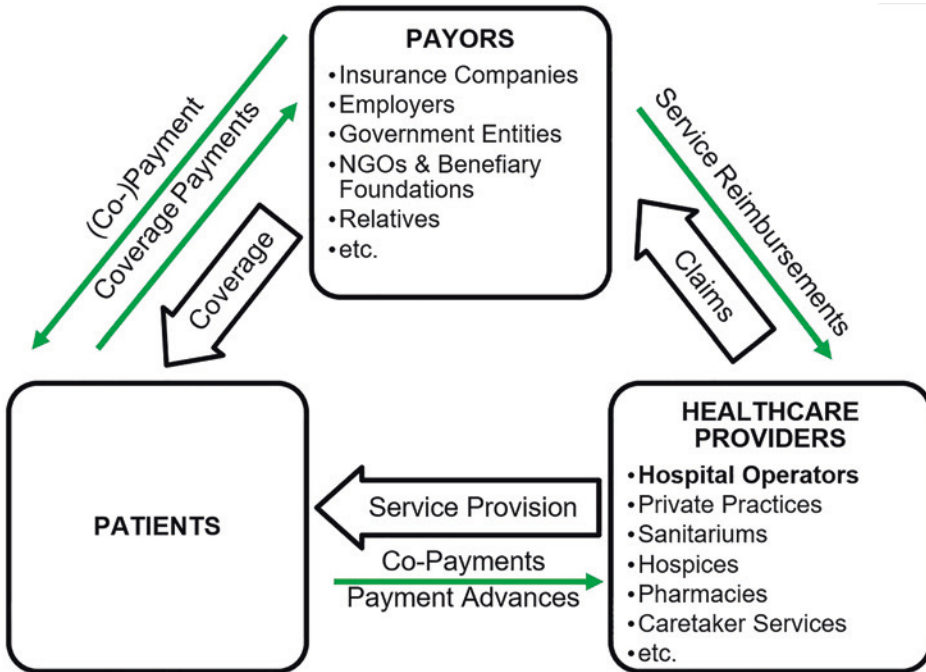 PAYORS
•Insurance Companies
•Employers
•Government Entities
•NGOs & Benefiary
Foundations
•Relatives
•etc.
(Co-)Payment
Coverage Payments
Coverage
Service Reimbursements
Claims
PATIENTS
Service Provision
Co-Payments
Payment Advances
HEALTHCARE
PROVIDERS
•Hospital Operators
•Private Practices
•Sanitariums
•Hospices
•Pharmacies
•Caretaker Services
•etc.